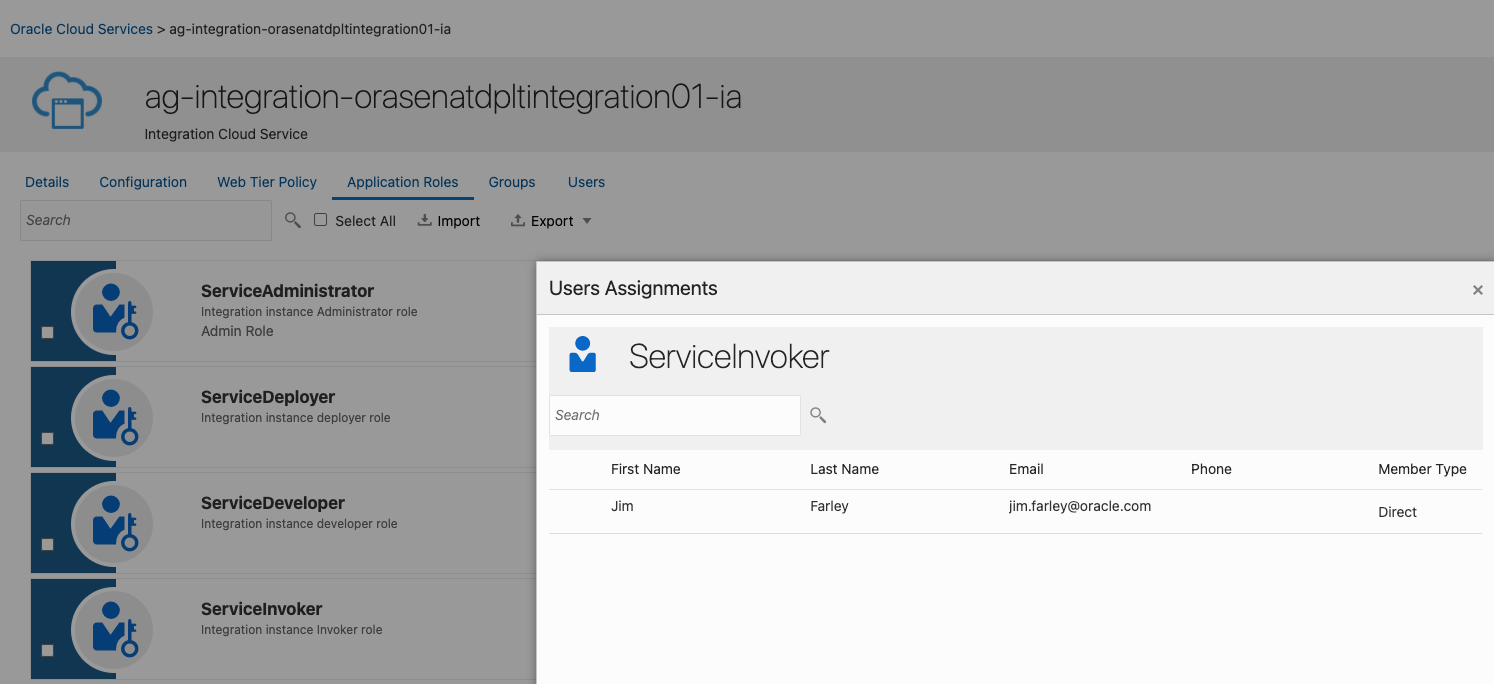 Oracle Cloud Services > ag-integration-orasenatdpltintegration01-ia
ag-integration-orasenatdpltintegration01-ia
Integration Cloud Service
Details Configuration Web Tier Policy Application Roles Groups Users
Search Select All Import Export
ServiceAdministrator
Integration instance Administrator role
Admin Role
ServiceDeployer
Integration instance deployer role
ServiceDeveloper
Integration instance developer role
ServiceInvoker
Integration instance Invoker role
Users Assignments ×
ServiceInvoker
Search
First Name Last Name Email Phone Member Type
Jim Farley jim.farley@oracle.com Direct